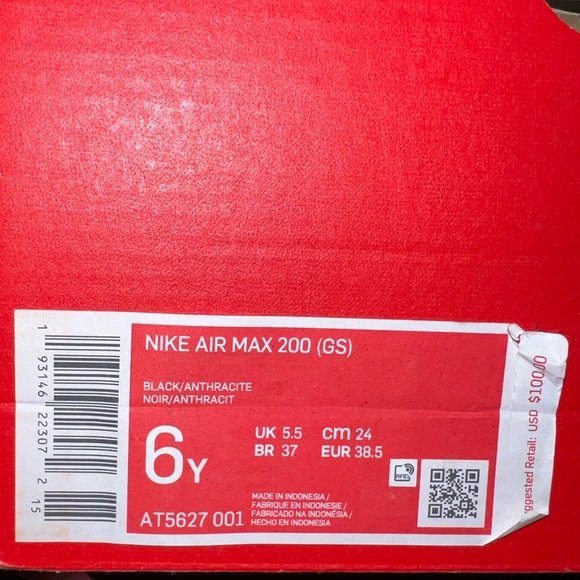 NIKE AIR MAX 200 (GS)
BLACK/ANTHRACITE
NOIR/ANTHRACIT
6Y
UK 5.5 cm 24
BR 37 EUR 38.5
AT5627 001
MADE IN INDONESIA /
FABRIQUE EN INDONESIE /
FABRICADO NA INDONÉSIA /
HECHO EN INDONESIA
RFID
1 93146 22307 2 15
ggested Retail: USD $100.00